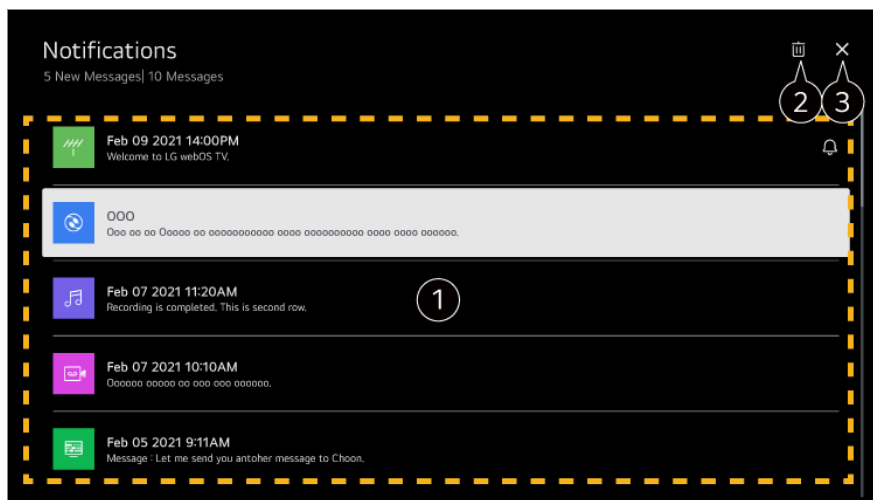 Notifications
5 New Messages| 10 Messages
2 3
Feb 09 2021 14:00PM
Welcome to LG webOS TV.
OOO
Ooo oo oo Ooooo oo ooooooooooo oooo oooooooooo oooo oooo oooooo.
Feb 07 2021 11:20AM
Recording is completed. This is second row.
1
Feb 07 2021 10:10AM
Oooooo ooooo oo ooo ooo oooooo.
Feb 05 2021 9:11AM
Message : Let me send you antoher message to Choon.